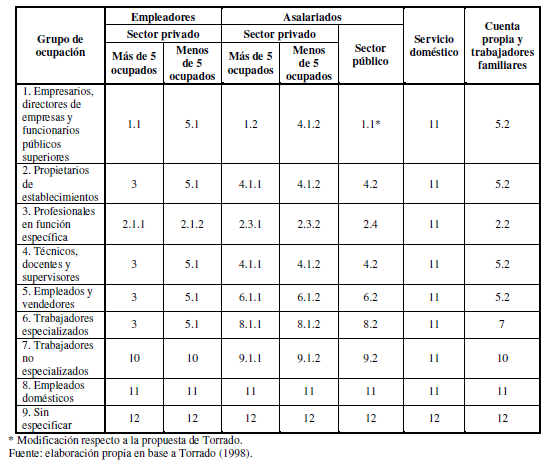 Grupo de ocupación Empleadores Asalariados Servicio doméstico Cuenta propia y trabajadores familiares
Sector privado Sector privado Sector público
Más de 5 ocupados Menos de 5 ocupados Más de 5 ocupados Menos de 5 ocupados
1. Empresarios, directores de empresas y funcionarios públicos superiores 1.1 5.1 1.2 4.1.2 1.1* 11 5.2
2. Propietarios de establecimientos 3 5.1 4.1.1 4.1.2 4.2 11 5.2
3. Profesionales en función específica 2.1.1 2.1.2 2.3.1 2.3.2 2.4 11 2.2
4. Técnicos, docentes y supervisores 3 5.1 4.1.1 4.1.2 4.2 11 5.2
5. Empleados y vendedores 3 5.1 6.1.1 6.1.2 6.2 11 5.2
6. Trabajadores especializados 3 5.1 8.1.1 8.1.2 8.2 11 7
7. Trabajadores no especializados 10 10 9.1.1 9.1.2 9.2 11 10
8. Empleados domésticos 11 11 11 11 11 11 11
9. Sin especificar 12 12 12 12 12 12 12
* Modificación respecto a la propuesta de Torrado.
Fuente: elaboración propia en base a Torrado (1998).